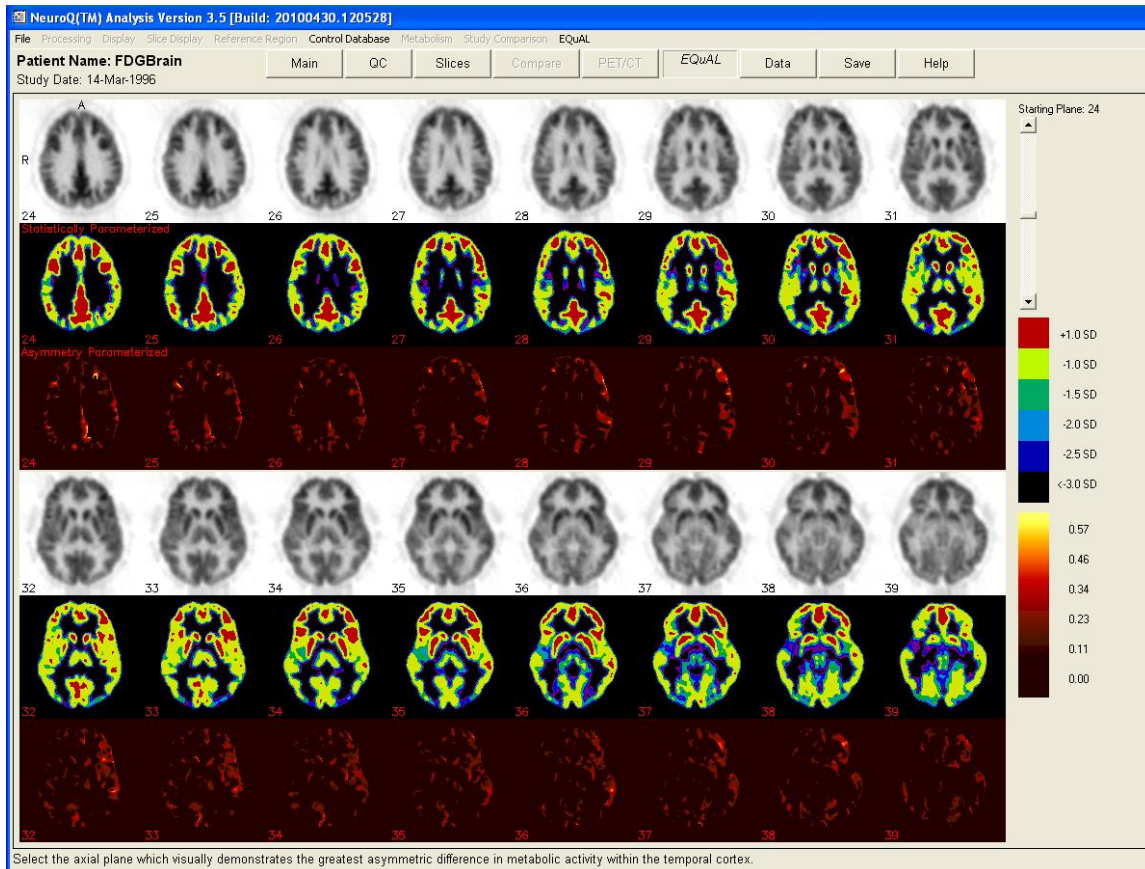 NeuroQ(TM) Analysis Version 3.5 [Build: 20100430.120528]
File Processing Display Slice Display Reference Region Control Database Metabolism Study Comparison EQuAL
Patient Name: FDGBrain
Study Date: 14-Mar-1996
Main QC Slices Compare PET/CT EQuAL Data Save Help
Starting Plane: 24
A
R
24 25 26 27 28 29 30 31
Statistically Parameterized
24 25 26 27 28 29 30 31
Asymmetry Parameterized
24 25 26 27 28 29 30 31
32 33 34 35 36 37 38 39
32 33 34 35 36 37 38 39
32 33 34 35 36 37 38 39
+1.0 SD
-1.0 SD
-1.5 SD
-2.0 SD
-2.5 SD
<-3.0 SD
0.57
0.46
0.34
0.23
0.11
0.00
Select the axial plane which visually demonstrates the greatest asymmetric difference in metabolic activity within the temporal cortex.